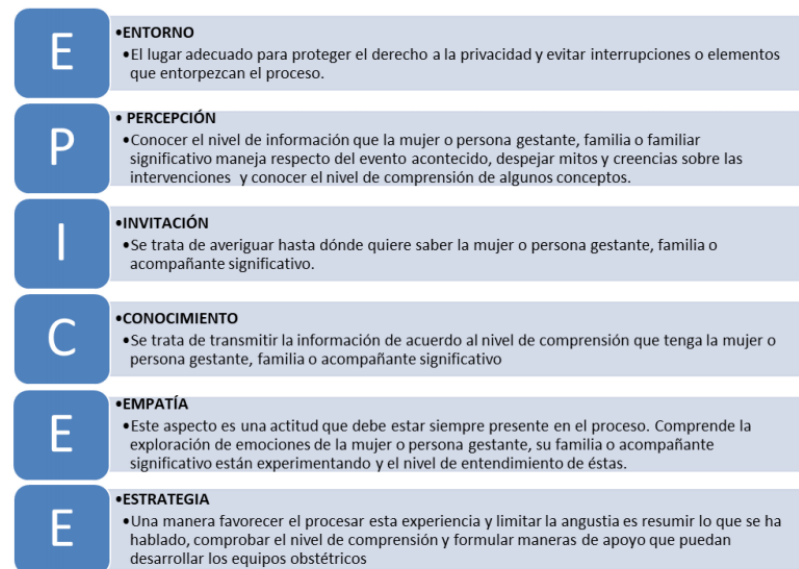 E
•ENTORNO
•El lugar adecuado para proteger el derecho a la privacidad y evitar interrupciones o elementos
que entorpezcan el proceso.
P
• PERCEPCIÓN
•Conocer el nivel de información que la mujer o persona gestante, familia o familiar
significativo maneja respecto del evento acontecido, despejar mitos y creencias sobre las
intervenciones y conocer el nivel de comprensión de algunos conceptos.
I
•INVITACIÓN
•Se trata de averiguar hasta dónde quiere saber la mujer o persona gestante, familia o
acompañante significativo.
C
•CONOCIMIENTO
•Se trata de transmitir la información de acuerdo al nivel de comprensión que tenga la mujer o
persona gestante, familia o acompañante significativo
E
•EMPATÍA
•Este aspecto es una actitud que debe estar siempre presente en el proceso. Comprende la
exploración de emociones de la mujer o persona gestante, su familia o acompañante
significativo están experimentando y el nivel de entendimiento de éstas.
E
•ESTRATEGIA
•Una manera favorecer el procesar esta experiencia y limitar la angustia es resumir lo que se ha
hablado, comprobar el nivel de comprensión y formular maneras de apoyo que puedan
desarrollar los equipos obstétricos